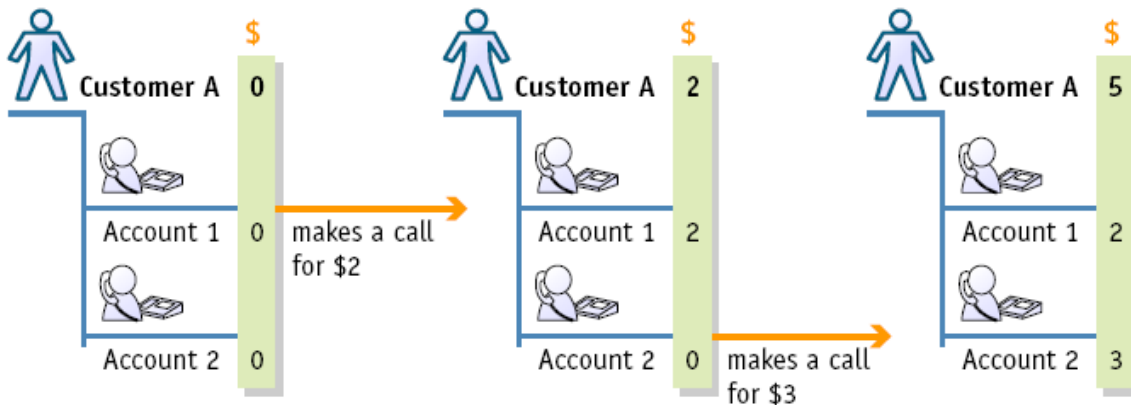 $
Customer A 0
Account 1 0
Account 2 0
makes a call
for $2
$
Customer A 2
Account 1 2
Account 2 0
makes a call
for $3
$
Customer A 5
Account 1 2
Account 2 3